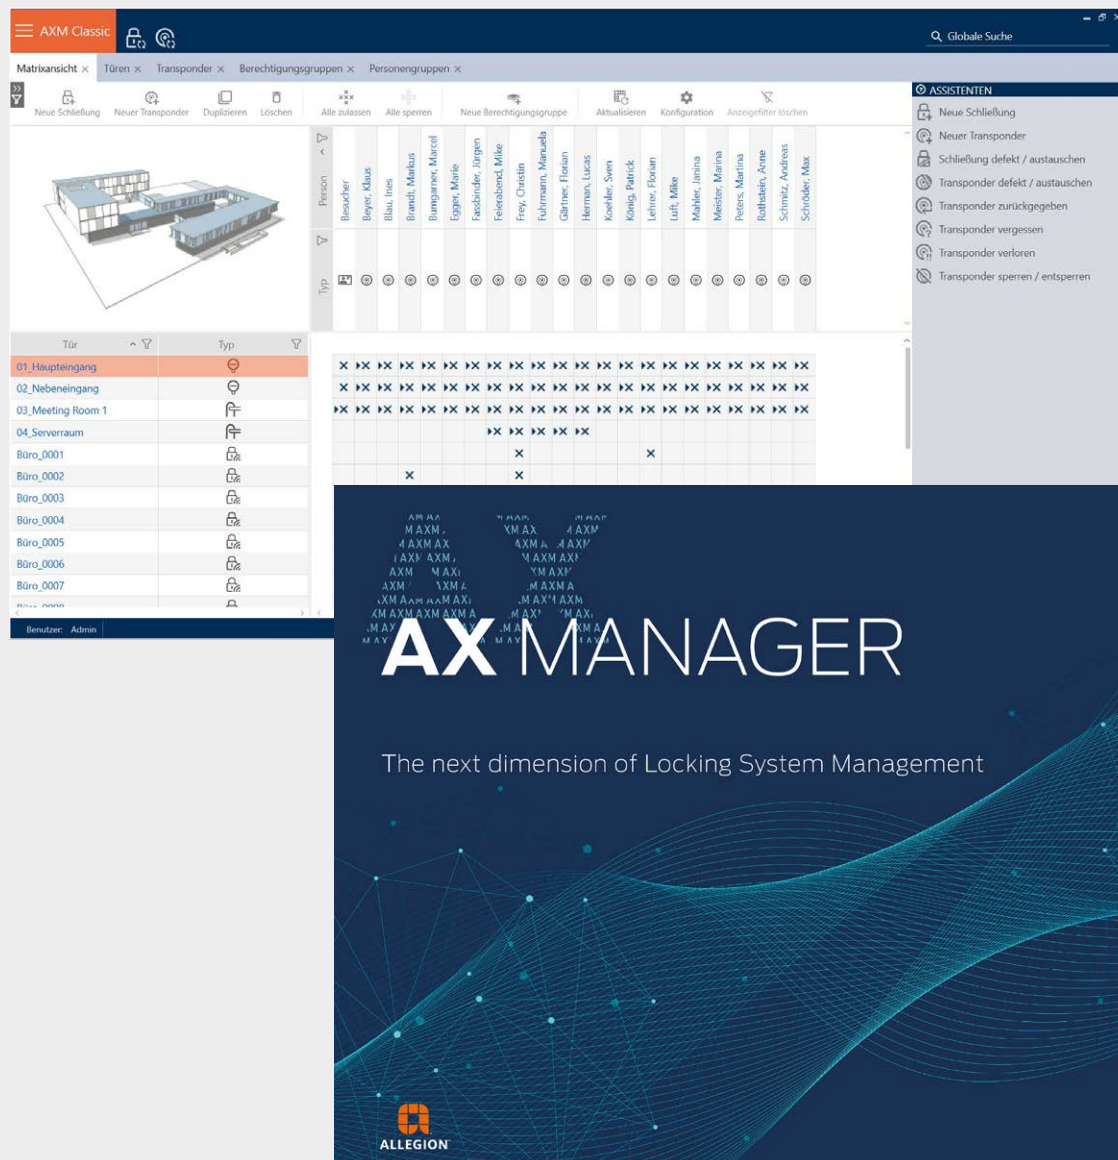 AXM Classic
Globale Suche
Matrixansicht × Türen × Transponder × Berechtigungsgruppen × Personengruppen ×
Neue Schließung Neuer Transponder Duplizieren Löschen Alle zulassen Alle sperren Neue Berechtigungsgruppe Aktualisieren Konfiguration Anzeigefilter löschen
ASSISTENTEN
Neue Schließung
Neuer Transponder
Schließung defekt / austauschen
Transponder defekt / austauschen
Transponder zurückgegeben
Transponder vergessen
Transponder verloren
Transponder sperren / entsperren
Person
Besucher
Beyer, Klaus
Blau, Ines
Brandt, Markus
Bumgarner, Marcel
Egger, Marie
Fassbinder, Jürgen
Feierabend, Mike
Frey, Christin
Fuhrmann, Manuela
Gärtner, Florian
Herman, Lucas
Koehler, Sven
König, Patrick
Lehrer, Florian
Luft, Mike
Mahler, Janina
Meister, Marina
Peters, Martina
Rothstein, Anne
Schmitz, Andreas
Schröder, Max
Typ
Tür Typ
01_Haupteingang
02_Nebeneingang
03_Meeting Room 1
04_Serverraum
Büro_0001
Büro_0002
Büro_0003
Büro_0004
Büro_0005
Büro_0006
Büro_0007
Benutzer: Admin
AX MANAGER
The next dimension of Locking System Management
ALLEGION